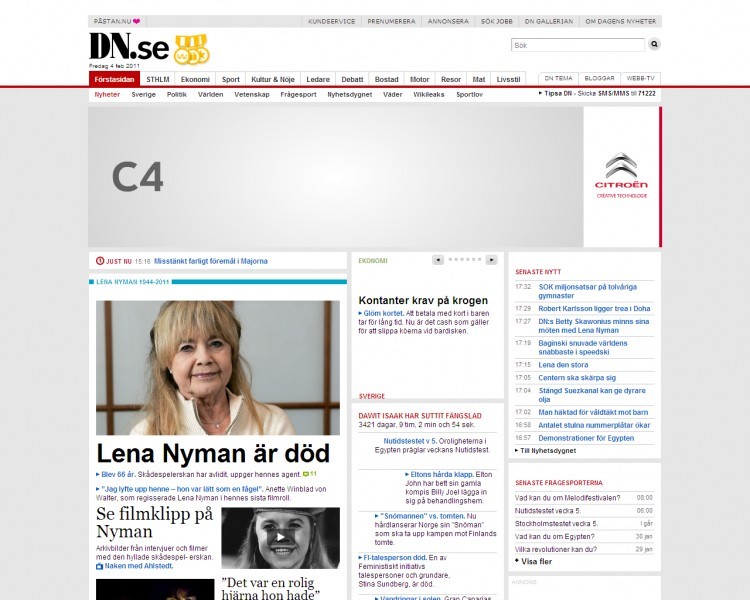 PÅSTAN.NU
KUNDSERVICE
PRENUMERERA
ANNONSERA
SÖK JOBB
DN GALLERIAN
OM DAGENS NYHETER
DN.se
Fredag 4 feb 2011
Sök
Förstasidan
STHLM
Ekonomi
Sport
Kultur & Nöje
Ledare
Debatt
Bostad
Motor
Resor
Mat
Livsstil
DN TEMA
BLOGGAR
WEBB-TV
Nyheter
Sverige
Politik
Världen
Vetenskap
Frågesport
Nyhetsdygnet
Väder
Wikileaks
Sportlov
Tipsa DN - Skicka SMS/MMS till 71222
C4
CITROËN
CRÉATIVE TECHNOLOGIE
JUST NU 15:16 Misstänkt farligt föremål i Majorna
LENA NYMAN 1944-2011
Lena Nyman är död
Blev 66 år. Skådespelerskan har avlidit, uppger hennes agent. 11
"Jag lyfte upp henne – hon var lätt som en fågel". Anette Winblad von
Walter, som regisserade Lena Nyman i hennes sista filmroll.
Se filmklipp på
Nyman
Arkivbilder från intervjuer och filmer
med den hyllade skådespel- erskan.
Naken med Ahlstedt.
"Det var en rolig
hjärna hon hade"
EKONOMI
Kontanter krav på krogen
Glöm kortet. Att betala med kort i baren
tar för lång tid. Nu är det cash som gäller
för att slippa köerna vid bardisken.
SVERIGE
DAWIT ISAAK HAR SUTTIT FÄNGSLAD
3421 dagar, 9 tim, 2 min och 54 sek.
Nutidstestet v 5. Oroligheterna i
Egypten präglar veckans Nutidstest.
Eltons hårda klapp. Elton
John har bett sin gamla
kompis Billy Joel lägga in
sig på behandlingshem.
"Snömannen" vs. tomten. Nu
hårdlanserar Norge sin "Snöman"
som ska ta upp kampen mot Finlands
tomte.
FI-talesperson död. En av
Feministiskt initiativs
talespersoner och grundare,
Stina Sundberg, är död.
Vandringar i solen. Gran Canarias
SENASTE NYTT
17:32 SOK miljonsatsar på tolvåriga
gymnaster
17:29 Robert Karlsson ligger trea i Doha
17:27 DN:s Betty Skawonius minns sina
möten med Lena Nyman
17:19 Baginski snuvade världens
snabbaste i speedski
17:15 Leja den stora
17:05 Centern ska skärpa sig
17:04 Stängd Suezkanal kan ge dyrare
olja
17:02 Man häktad för våldtäkt mot barn
16:58 Antalet stulna nummerplåtar ökar
16:57 Demonstrationer för Egypten
Till Nyhetsdygnet
SENASTE FRÅGESPORTERNA
Vad kan du om Melodifestivalen? 06:00
Nutidstestet vecka 5. 00:00
Stockholmstestet vecka 5. I går
Vad kan du om Egypten? 30 jan
Vilka revolutioner kan du? 29 jan
Visa fler
ANNONS: